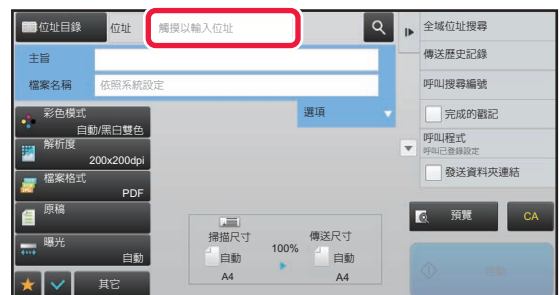 位址目錄
位址
觸摸以輸入位址
主旨
檔案名稱
依照系統設定
選項
彩色模式
自動/黑白雙色
解析度
200x200dpi
檔案格式
PDF
原稿
曝光
自動
其它
掃描尺寸
自動
A4
100%
傳送尺寸
自動
A4
全域位址搜尋
傳送歷史記錄
呼叫搜尋編號
完成的戳記
呼叫程式
呼叫已登錄設定
發送資料夾連結
預覽
CA
啟動